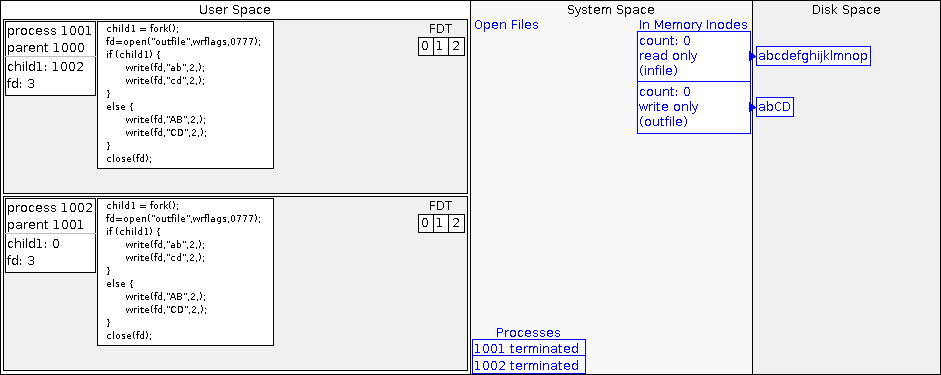 User Space
process 1001
parent 1000
child1: 1002
fd: 3
child1 = fork();
fd=open("outfile",wrflags,0777);
if (child1) {
write(fd,"ab",2,);
write(fd,"cd",2,);
}
else {
write(fd,"AB",2,);
write(fd,"CD",2,);
}
close(fd);
FDT
0 1 2
process 1002
parent 1001
child1: 0
fd: 3
child1 = fork();
fd=open("outfile",wrflags,0777);
if (child1) {
write(fd,"ab",2,);
write(fd,"cd",2,);
}
else {
write(fd,"AB",2,);
write(fd,"CD",2,);
}
close(fd);
FDT
0 1 2
System Space
Open Files
In Memory Inodes
count: 0
read only
(infile)
count: 0
write only
(outfile)
Processes
1001 terminated
1002 terminated
Disk Space
abcdefghijklmnop
abCD